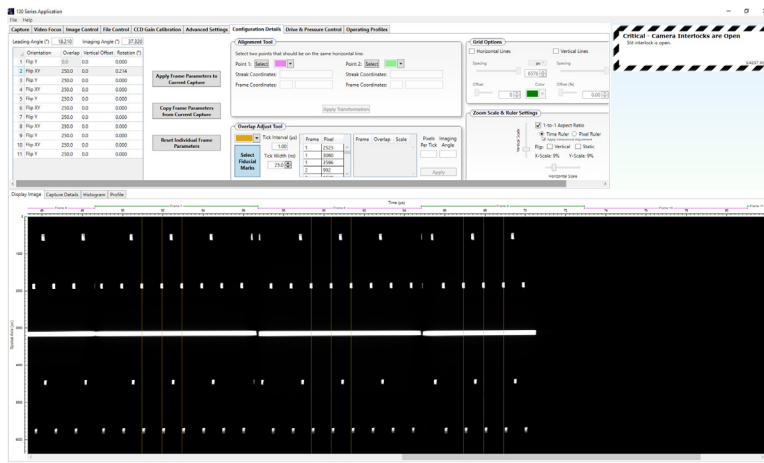 130 Series Application
File Help
Capture Video Focus Image Control File Control CCD Gain Calibration Advanced Settings Configuration Details Drive & Pressure Control Operating Profiles
Leading Angle (°) 18.210 Imaging Angle (°) 37.820
Orientation Overlap Vertical Offset Rotation (°)
1 Flip Y 0.0 0.0 0.000
2 Flip XY 250.0 0.0 0.214
3 Flip Y 250.0 0.0 0.000
4 Flip XY 250.0 0.0 0.000
5 Flip Y 250.0 0.0 0.000
6 Flip XY 250.0 0.0 0.000
7 Flip Y 250.0 0.0 0.000
8 Flip XY 250.0 0.0 0.000
9 Flip Y 250.0 0.0 0.000
10 Flip XY 250.0 0.0 0.000
11 Flip Y 250.0 0.0 0.000
Apply Frame Parameters to
Current Capture
Copy Frame Parameters
from Current Capture
Reset Individual Frame
Parameters
Alignment Tool
Select two points that should be on the same horizontal line.
Point 1: Select Point 2: Select
Streak Coordinates: Streak Coordinates:
Frame Coordinates: Frame Coordinates:
Apply Transformation
Overlap Adjust Tool
Tick Interval (µs)
1.00
Tick Width (ns)
25.0
Select
Fiducial
Marks
Frame Pixel
1 2525
1 3060
1 3596
2 992
Frame Overlap Scale
Pixels Per Tick
Imaging Angle
Apply
Grid Options
Horizontal Lines Vertical Lines
Spacing Spacing
6376
Offset Color Offset (%)
0 0.00
Zoom Scale & Ruler Settings
Vertical Scale
1-to-1 Aspect Ratio
Time Ruler Pixel Ruler
Flip: Vertical Static
X-Scale: 9% Y-Scale: 9%
Horizontal Scale
Critical - Camera Interlocks are Open
Slit interlock is open.
Display Image Capture Details Histogram Profile
Time (µs)